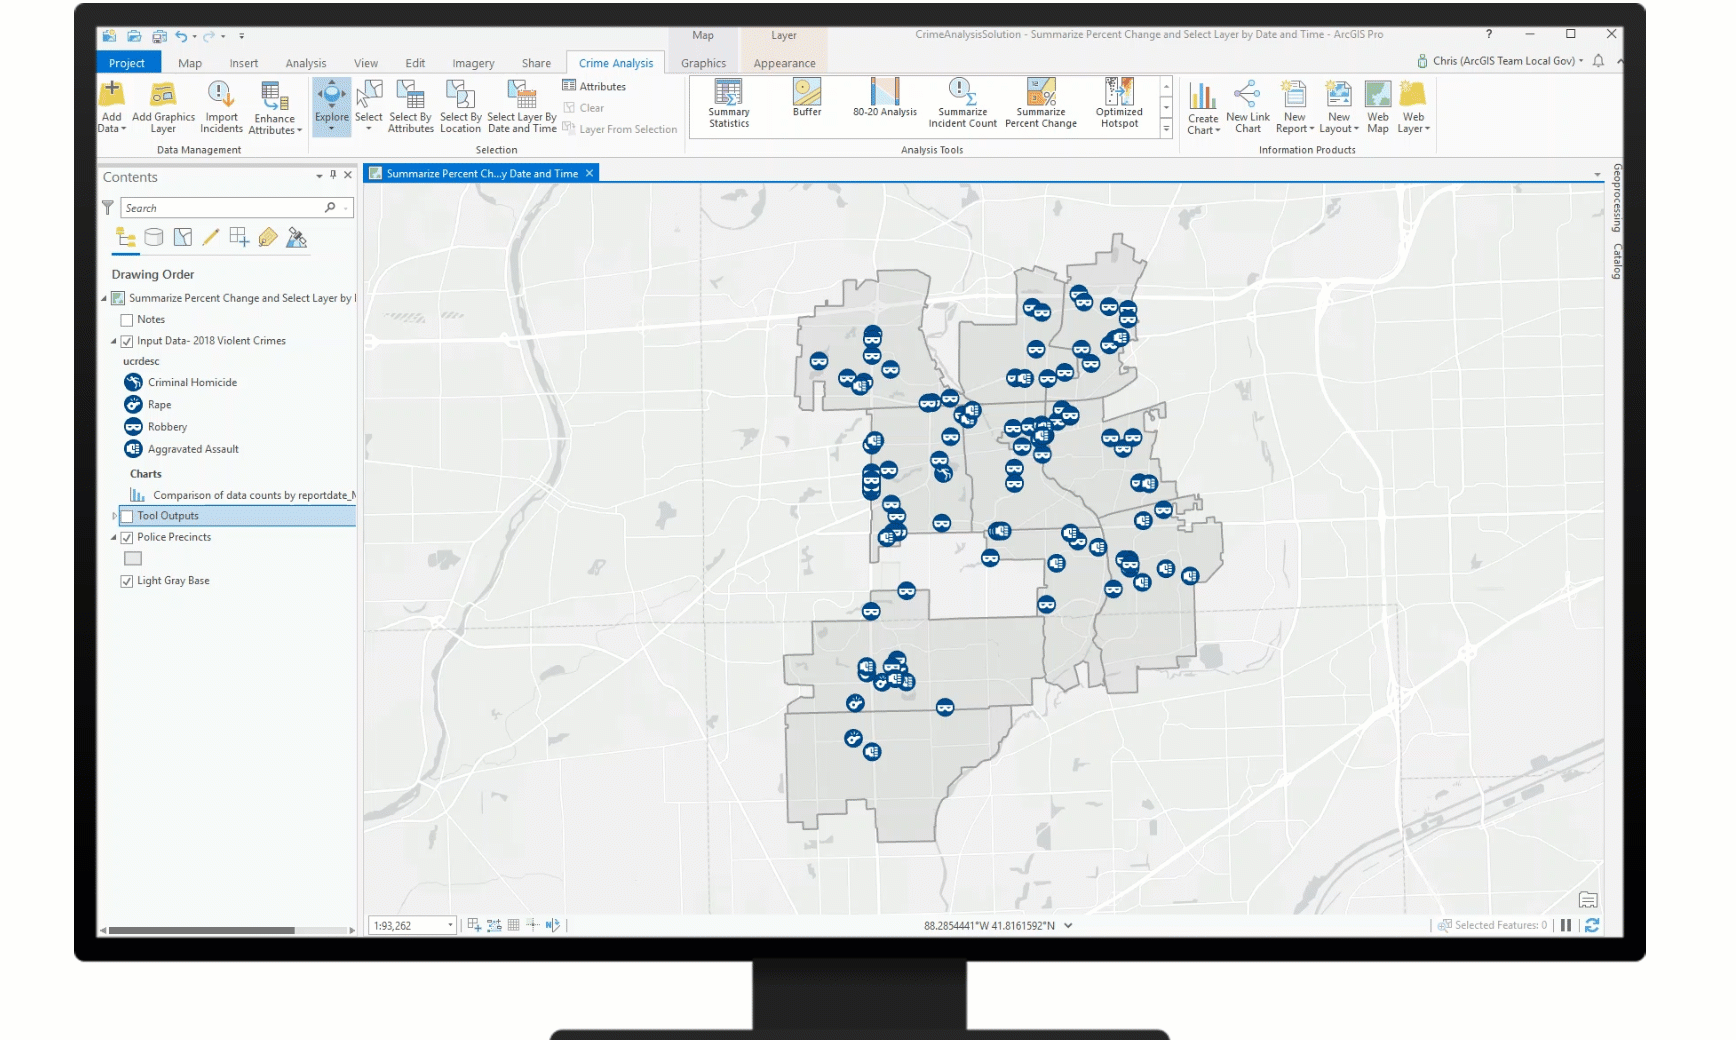 Map
Layer
CrimeAnalysisSolution - Summarize Percent Change and Select Layer by Date and Time - ArcGIS Pro
?
Project
Map
Insert
Analysis
View
Edit
Imagery
Share
Crime Analysis
Graphics
Appearance
Chris (ArcGIS Team Local Gov)
Add Data
Add Graphics Layer
Import Incidents
Enhance Attributes
Explore
Select
Select By Attributes
Select By Location
Select Layer By Date and Time
Attributes
Clear
Layer From Selection
Summary Statistics
Buffer
80-20 Analysis
Summarize Incident Count
Summarize Percent Change
Optimized Hotspot
Create Chart
New Link Chart
New Report
New Layout
Web Map
Web Layer
Data Management
Selection
Analysis Tools
Information Products
Contents
Summarize Percent Ch...y Date and Time
Geoprocessing
Catalog
Search
Drawing Order
Summarize Percent Change and Select Layer by
Notes
Input Data- 2018 Violent Crimes
ucrdesc
Criminal Homicide
Rape
Robbery
Aggravated Assault
Charts
Comparison of data counts by reportdate_
Tool Outputs
Police Precincts
Light Gray Base
1:93,262
88.2854441°W 41.8161592°N
Selected Features: 0